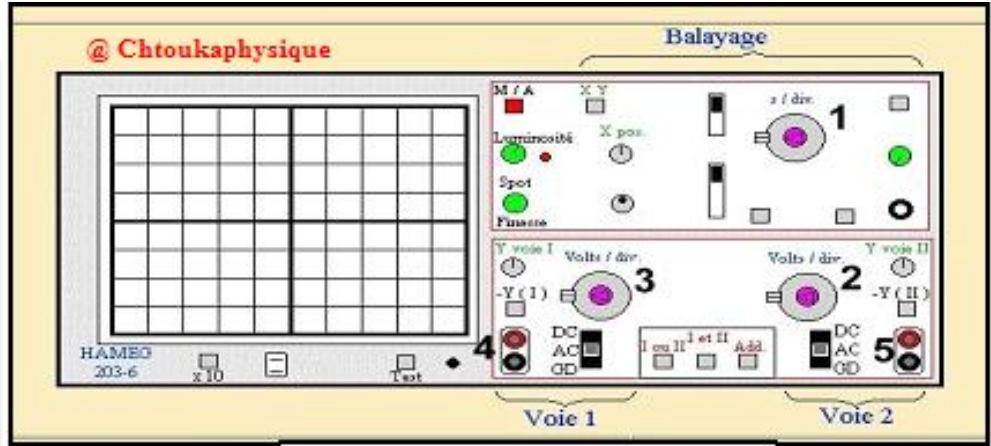 Balayage
@ Chtoukaphysique
M / A
X Y
s / div.
1
Luminosité
X pos.
Spot
Finesse
Y voie I
Volts / div.
3
Volts / div.
2
Y voie II
-Y ( I )
-Y ( II )
4
DC
AC
GD
I ou II
I et II
Add.
DC
AC
GD
5
HAMEG
203-6
x 10
Test
Voie 1
Voie 2